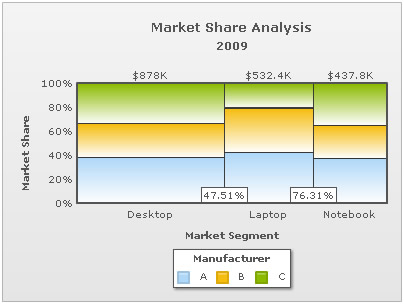 Market Share Analysis
2009
$878K $532.4K $437.8K
100%
80%
60%
40%
20%
0%
Market Share
47.51% 76.31%
Desktop Laptop Notebook
Market Segment
Manufacturer
A B C